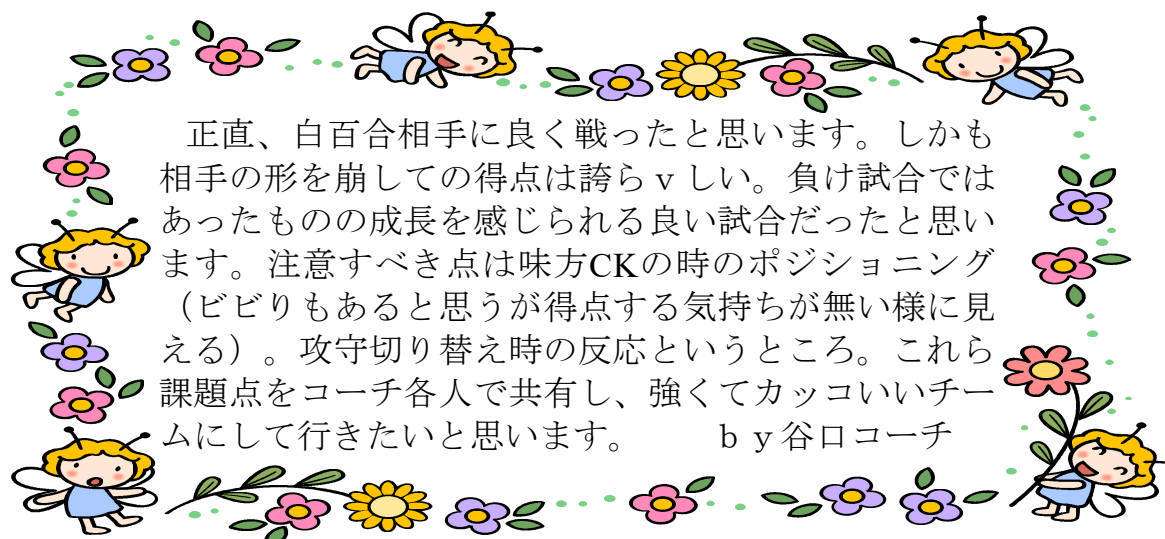 正直、白百合相手に良く戦ったと思います。しかも
相手の形を崩しての得点は誇らｖしい。負け試合では
あったものの成長を感じられる良い試合だったと思い
ます。注意すべき点は味方CKの時のポジショニング
（ビビりもあると思うが得点する気持ちが無い様に見
える）。攻守切り替え時の反応というところ。これら
課題点をコーチ各人で共有し、強くてカッコいいチー
ムにして行きたいと思います。　　ｂｙ谷口コーチ